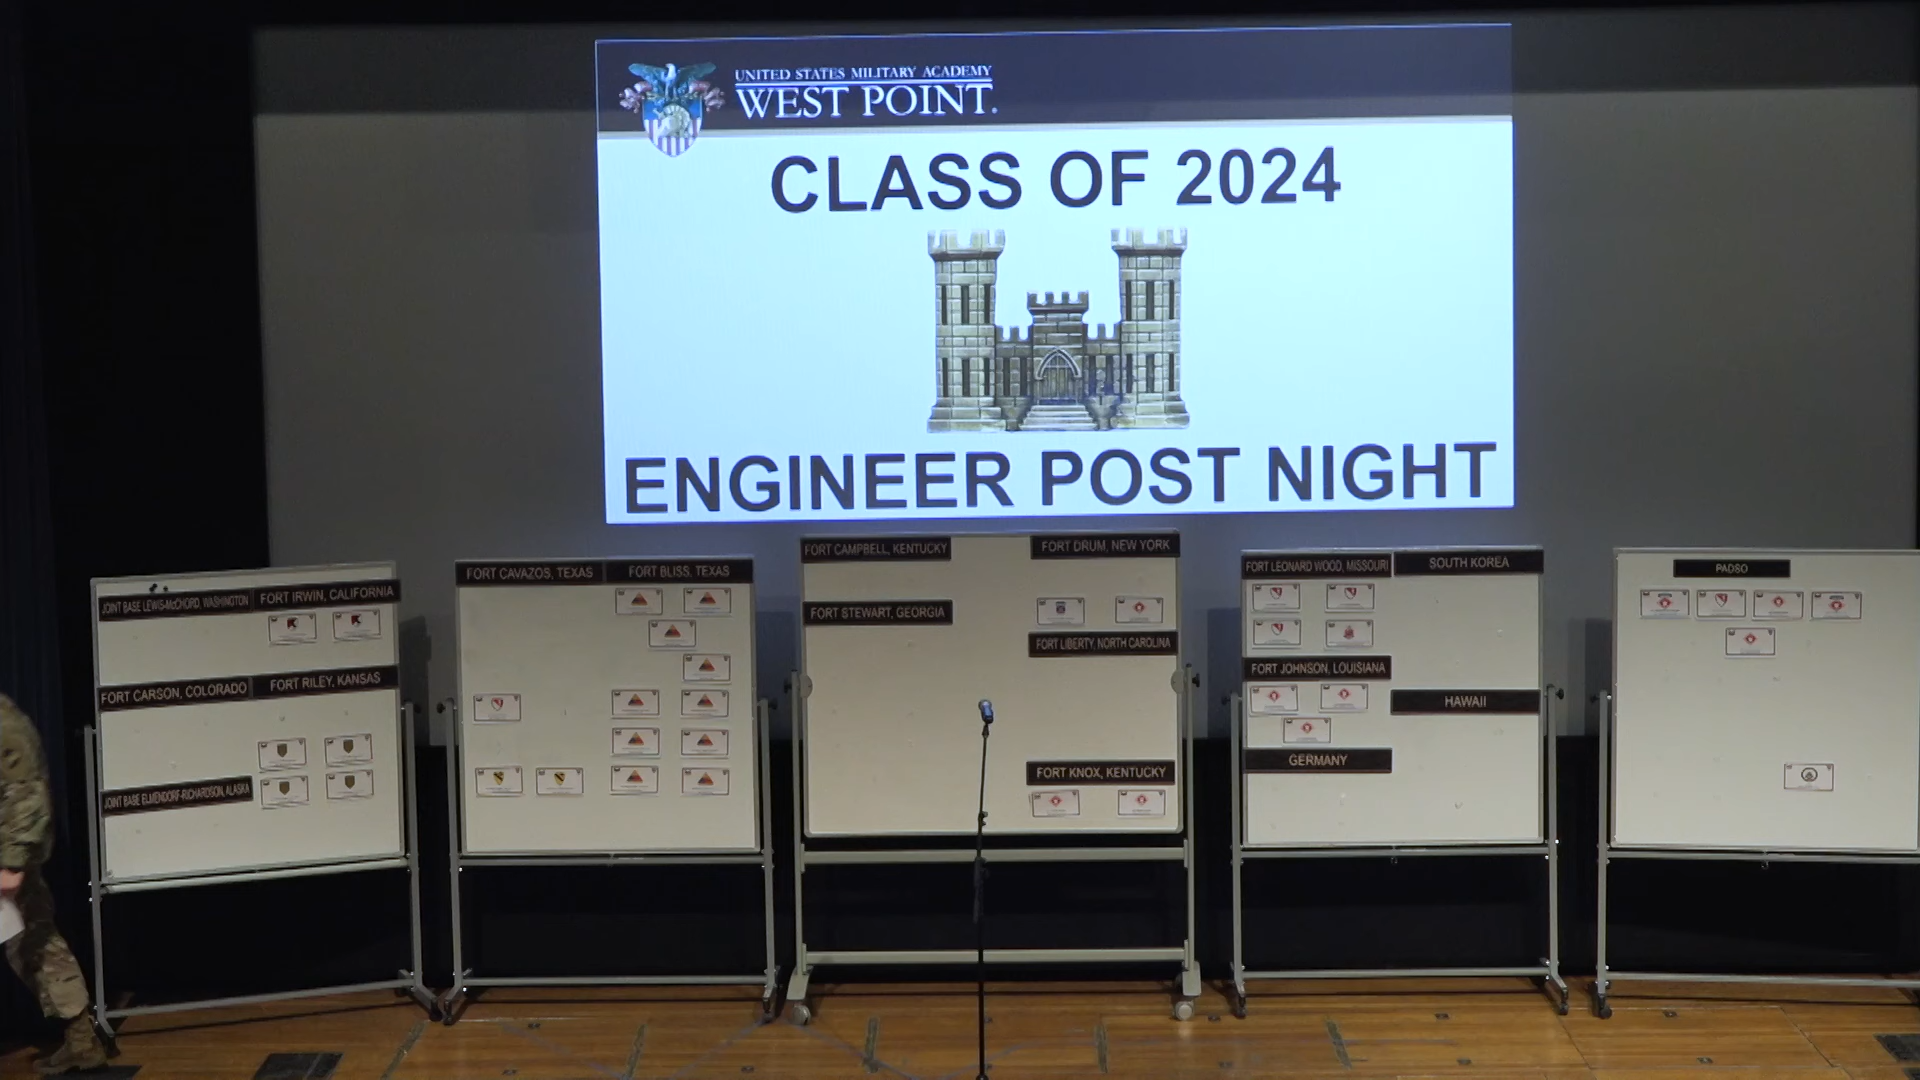 UNITED STATES MILITARY ACADEMY
WEST POINT.
CLASS OF 2024
ENGINEER POST NIGHT
JOINT BASE LEWIS-McCHORD, WASHINGTON
FORT IRWIN, CALIFORNIA
FORT CARSON, COLORADO
FORT RILEY, KANSAS
JOINT BASE ELMENDORF-RICHARDSON, ALASKA
FORT CAVAZOS, TEXAS
FORT BLISS, TEXAS
FORT CAMPBELL, KENTUCKY
FORT DRUM, NEW YORK
FORT STEWART, GEORGIA
FORT LIBERTY, NORTH CAROLINA
FORT KNOX, KENTUCKY
FORT LEONARD WOOD, MISSOURI
SOUTH KOREA
FORT JOHNSON, LOUISIANA
HAWAII
GERMANY
PADSO